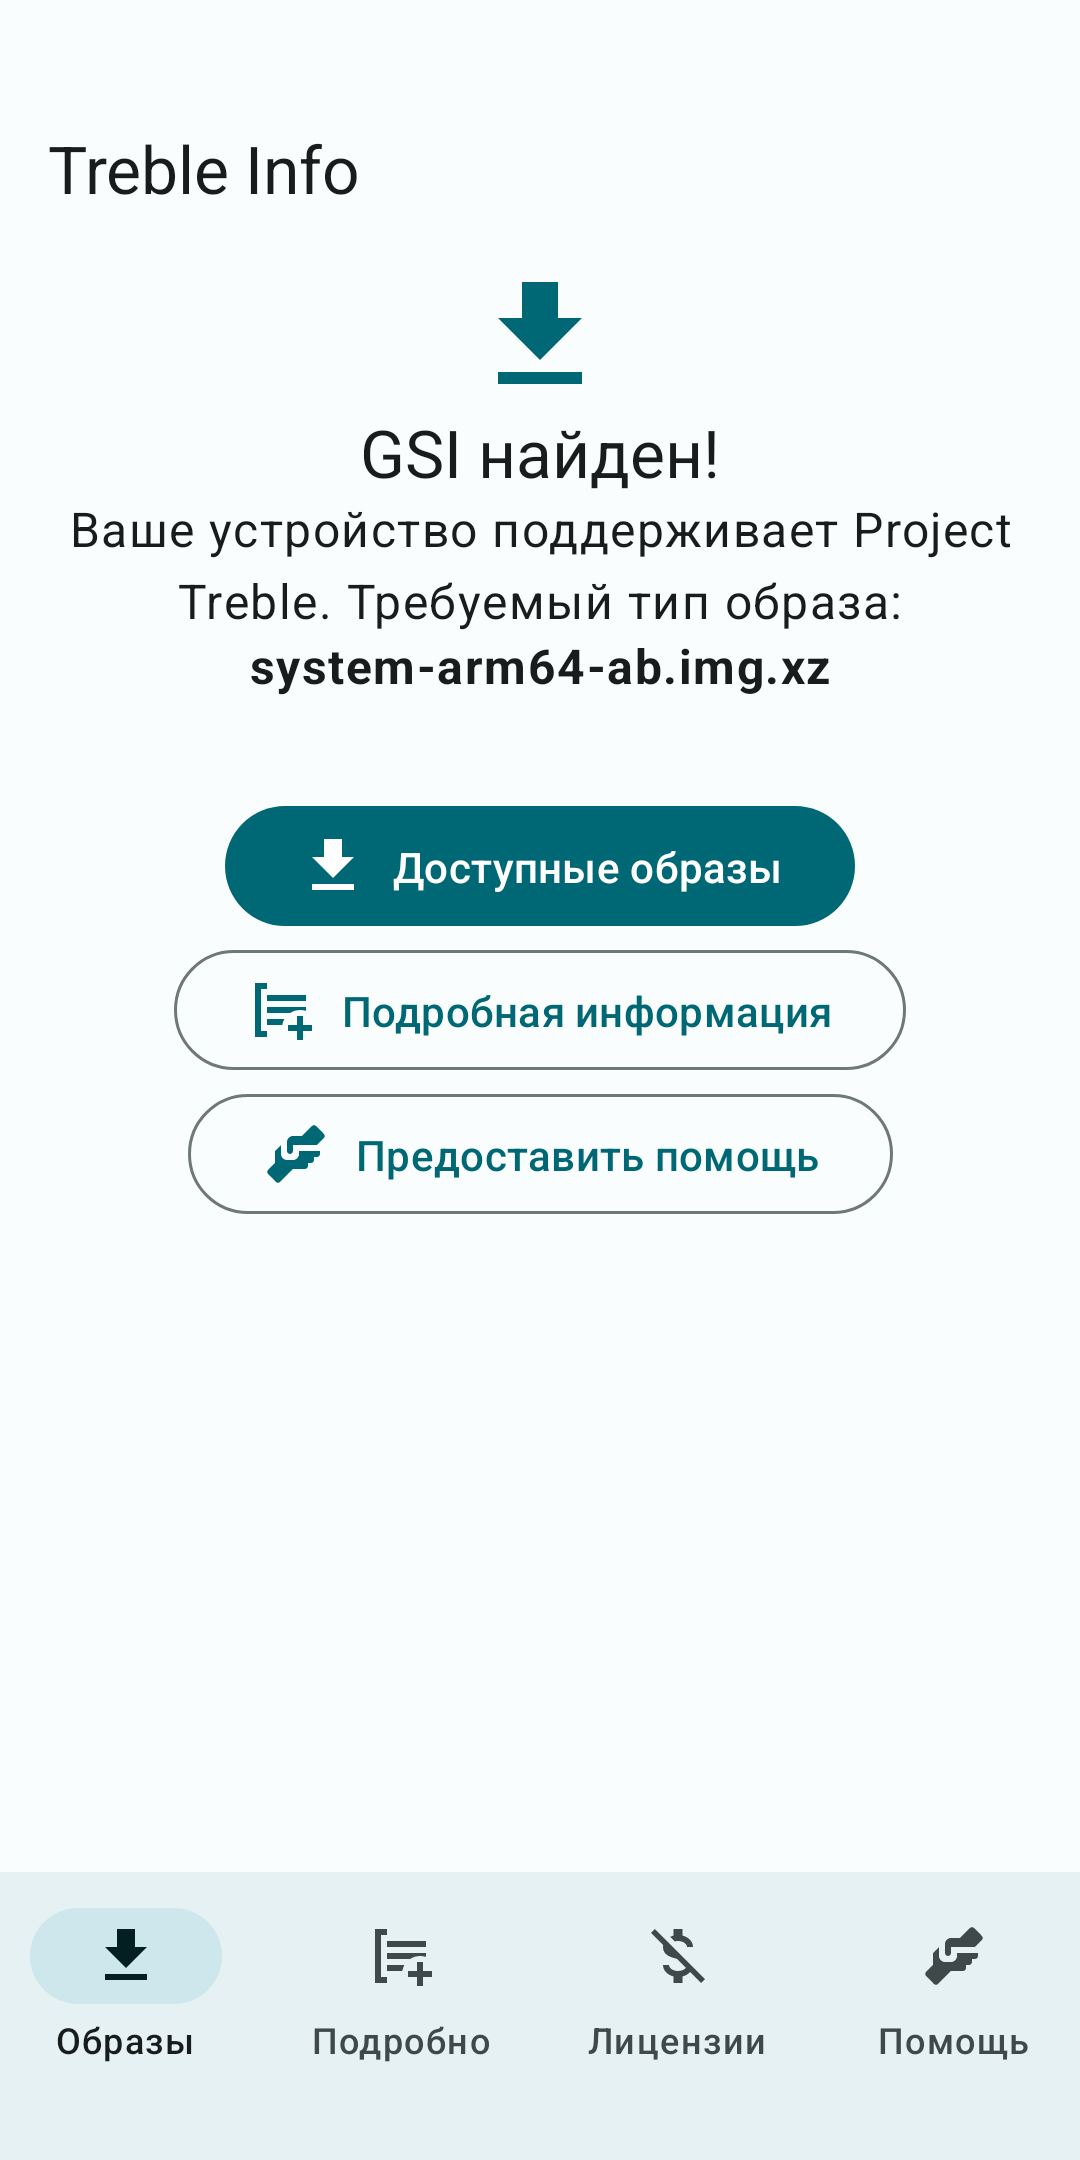 Treble Info
GSI найден!
Ваше устройство поддерживает Project
Treble. Требуемый тип образа:
system-arm64-ab.img.xz
Доступные образы
Подробная информация
Предоставить помощь
Образы
Подробно
Лицензии
Помощь